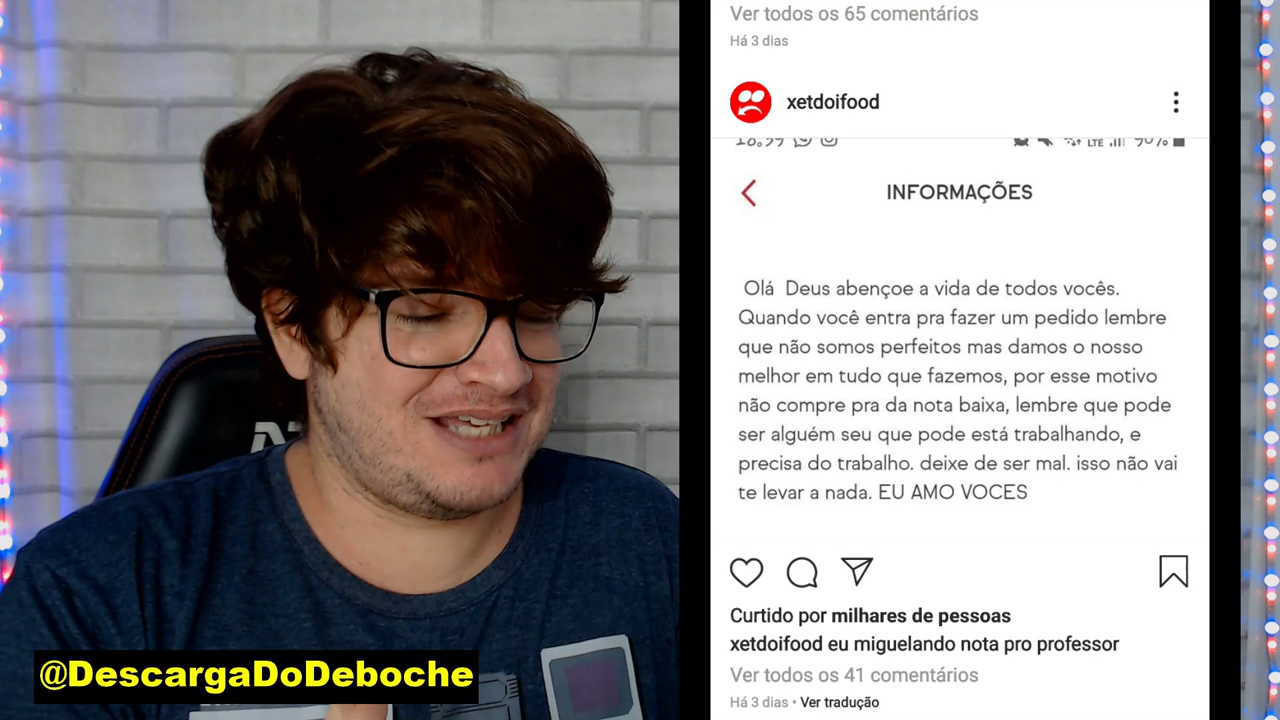 Ver todos os 65 comentários
Há 3 dias
xetdoifood
LTE
90%
INFORMAÇÕES
Olá Deus abençoe a vida de todos vocês.
Quando você entra pra fazer um pedido lembre
que não somos perfeitos mas damos o nosso
melhor em tudo que fazemos, por esse motivo
não compre pra da nota baixa, lembre que pode
ser alguém seu que pode está trabalhando, e
precisa do trabalho. deixe de ser mal. isso não vai
te levar a nada. EU AMO VOCES
Curtido por milhares de pessoas
xetdoifood eu miguelando nota pro professor
Ver todos os 41 comentários
Há 3 dias • Ver tradução
@DescargaDoDeboche